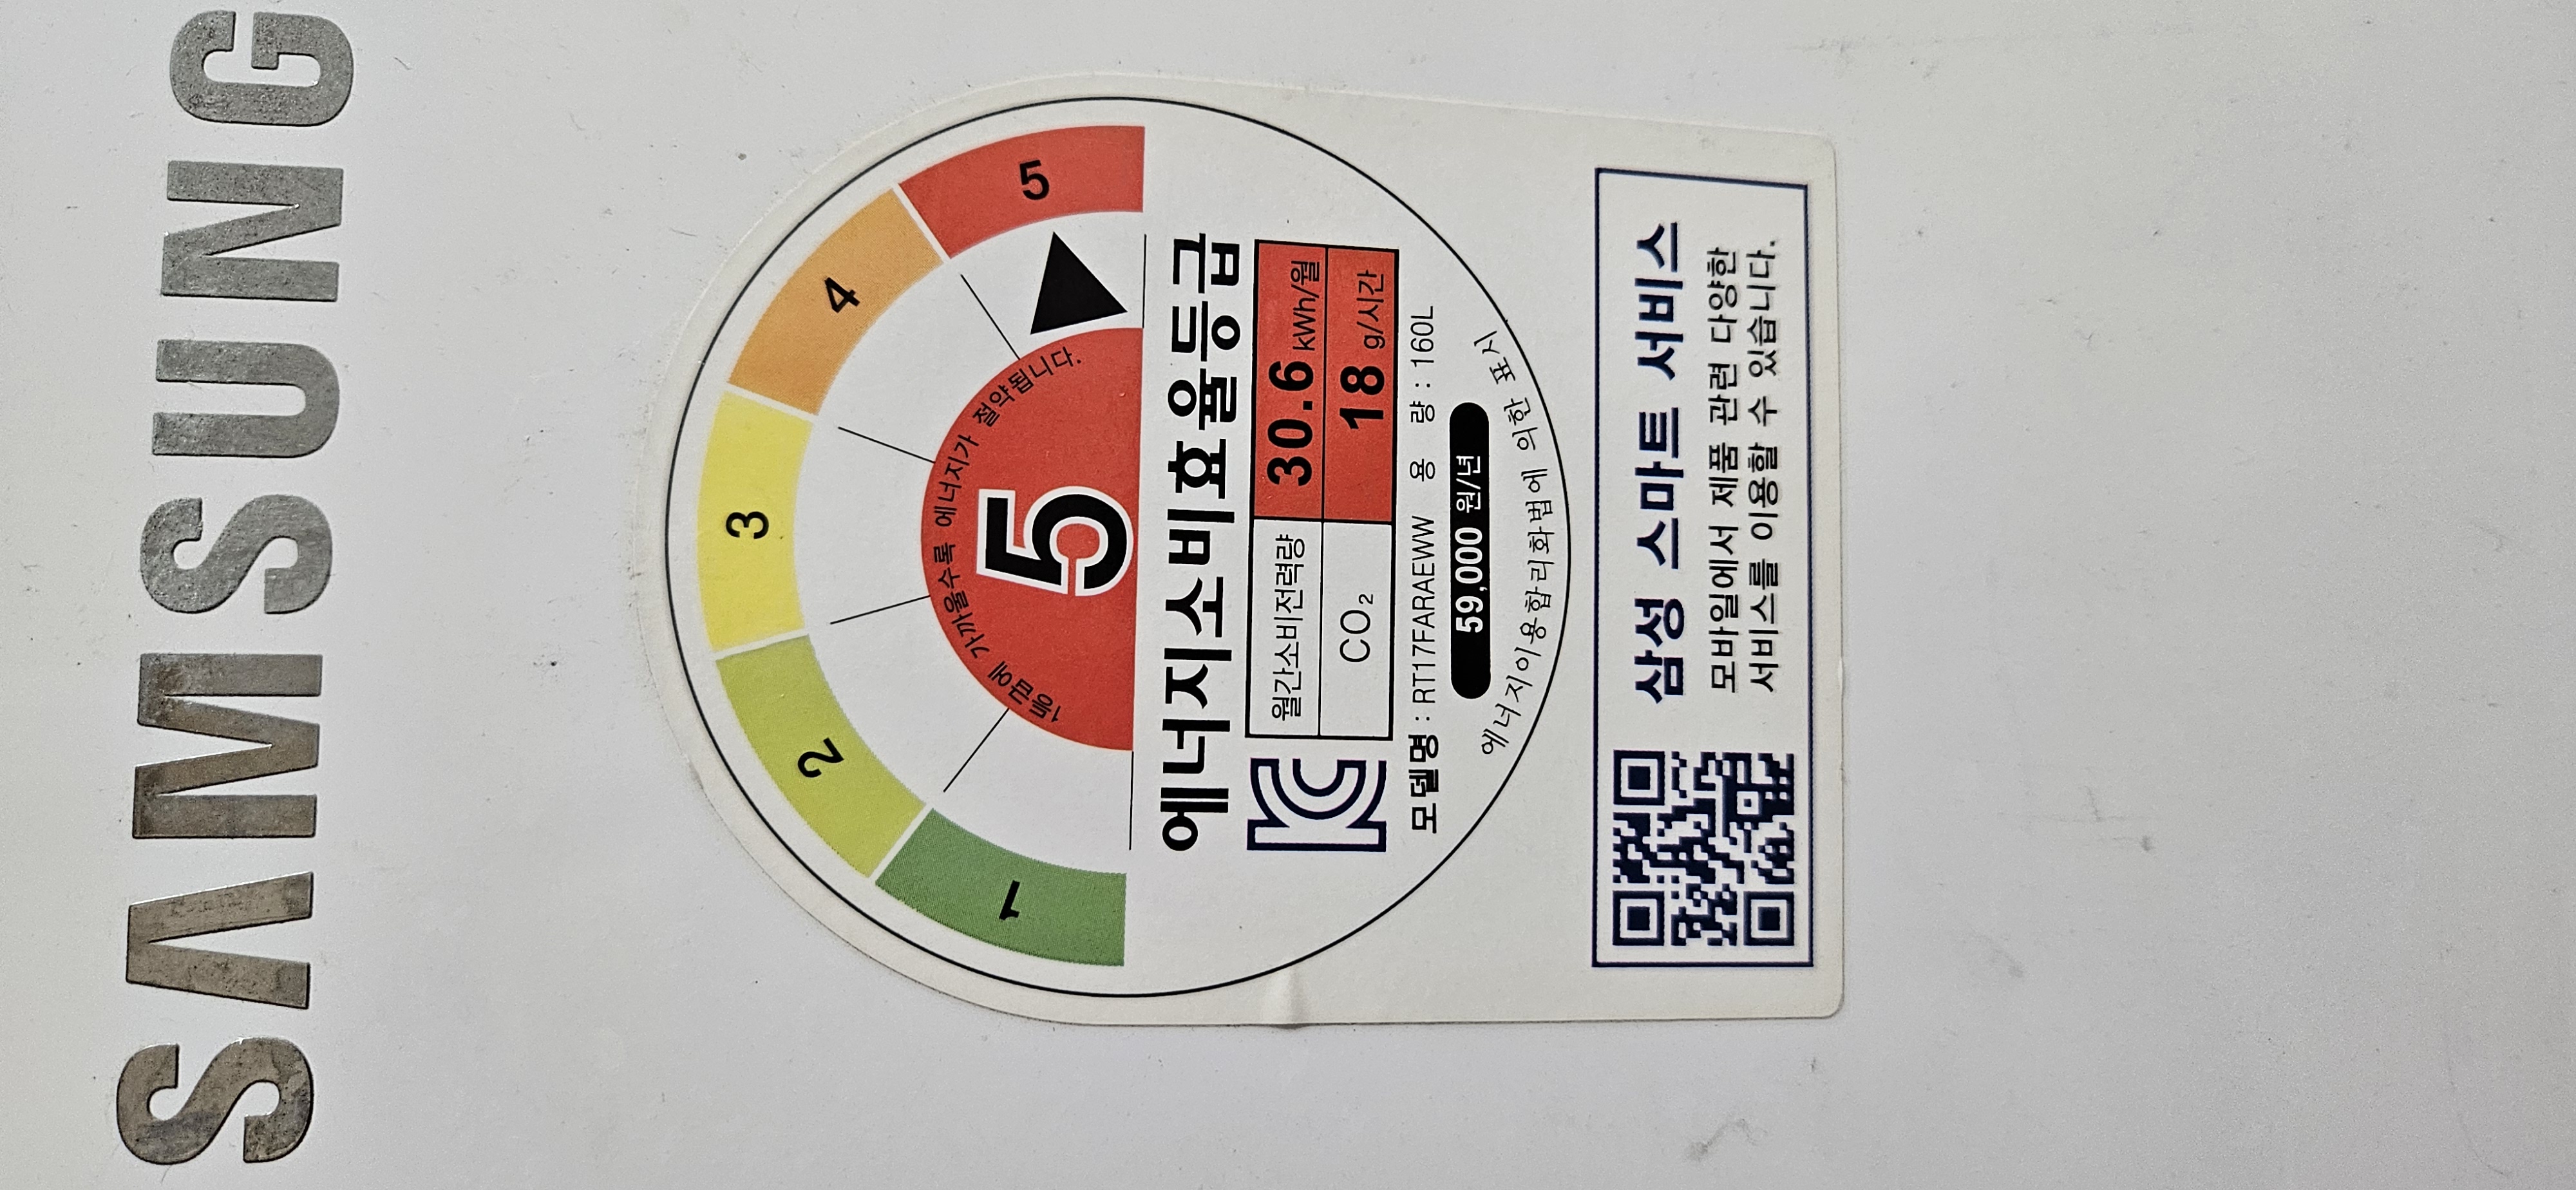 SAMSUNG
1 2 3 4 5
1등급에 가까울수록 에너지가 절약됩니다.
5
에너지소비효율등급
월간소비전력량 30.6 kWh/월
CO₂ 18 g/시간
모델명 : RT17FARAEWW 용 량 : 160L
59,000 원/년
에너지이용합리화법에 의한 표시
삼성 스마트 서비스
모바일에서 제품 관련 다양한
서비스를 이용할 수 있습니다.